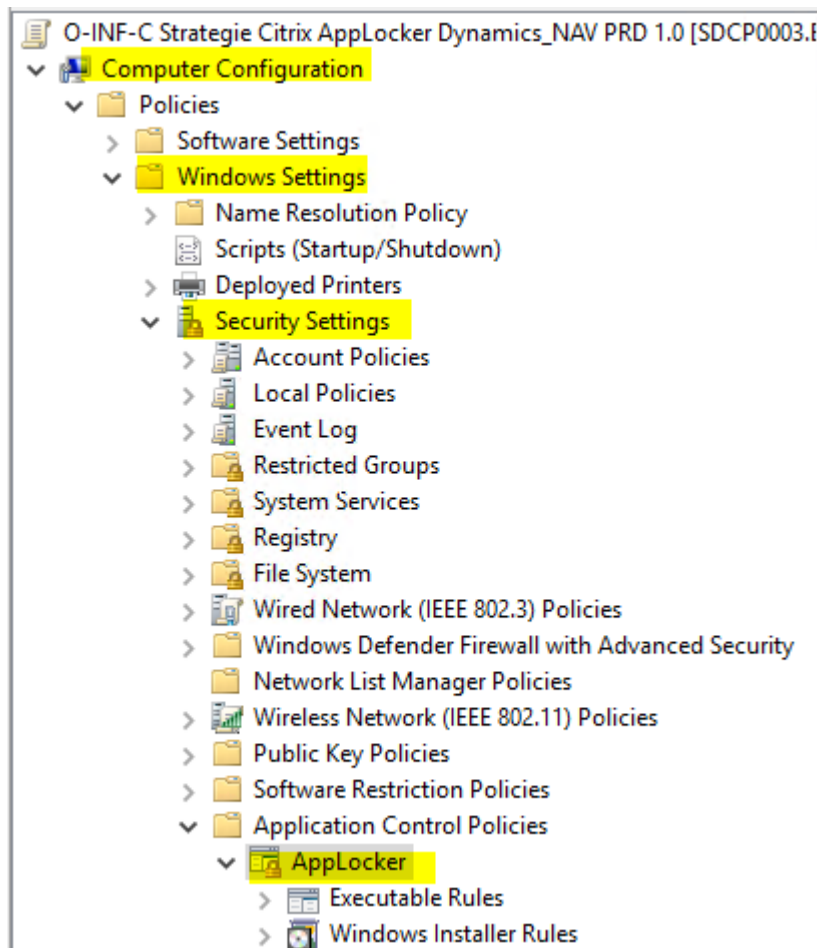 O-INF-C Strategie Citrix AppLocker Dynamics_NAV PRD 1.0 [SDCP0003.E
Computer Configuration
Policies
Software Settings
Windows Settings
Name Resolution Policy
Scripts (Startup/Shutdown)
Deployed Printers
Security Settings
Account Policies
Local Policies
Event Log
Restricted Groups
System Services
Registry
File System
Wired Network (IEEE 802.3) Policies
Windows Defender Firewall with Advanced Security
Network List Manager Policies
Wireless Network (IEEE 802.11) Policies
Public Key Policies
Software Restriction Policies
Application Control Policies
AppLocker
Executable Rules
Windows Installer Rules